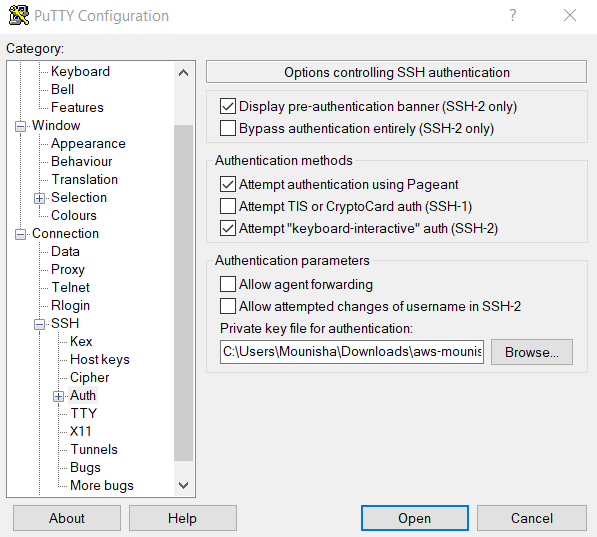 PuTTY Configuration
? 
Category:
Keyboard
Bell
Features
Window
Appearance
Behaviour
Translation
Selection
Colours
Connection
Data
Proxy
Telnet
Rlogin
SSH
Kex
Host keys
Cipher
Auth
TTY
X11
Tunnels
Bugs
More bugs
Options controlling SSH authentication
Display pre-authentication banner (SSH-2 only)
Bypass authentication entirely (SSH-2 only)
Authentication methods
Attempt authentication using Pageant
Attempt TIS or CryptoCard auth (SSH-1)
Attempt "keyboard-interactive" auth (SSH-2)
Authentication parameters
Allow agent forwarding
Allow attempted changes of username in SSH-2
Private key file for authentication:
C:\Users\Mounisha\Downloads\aws-mounis
Browse...
About
Help
Open
Cancel